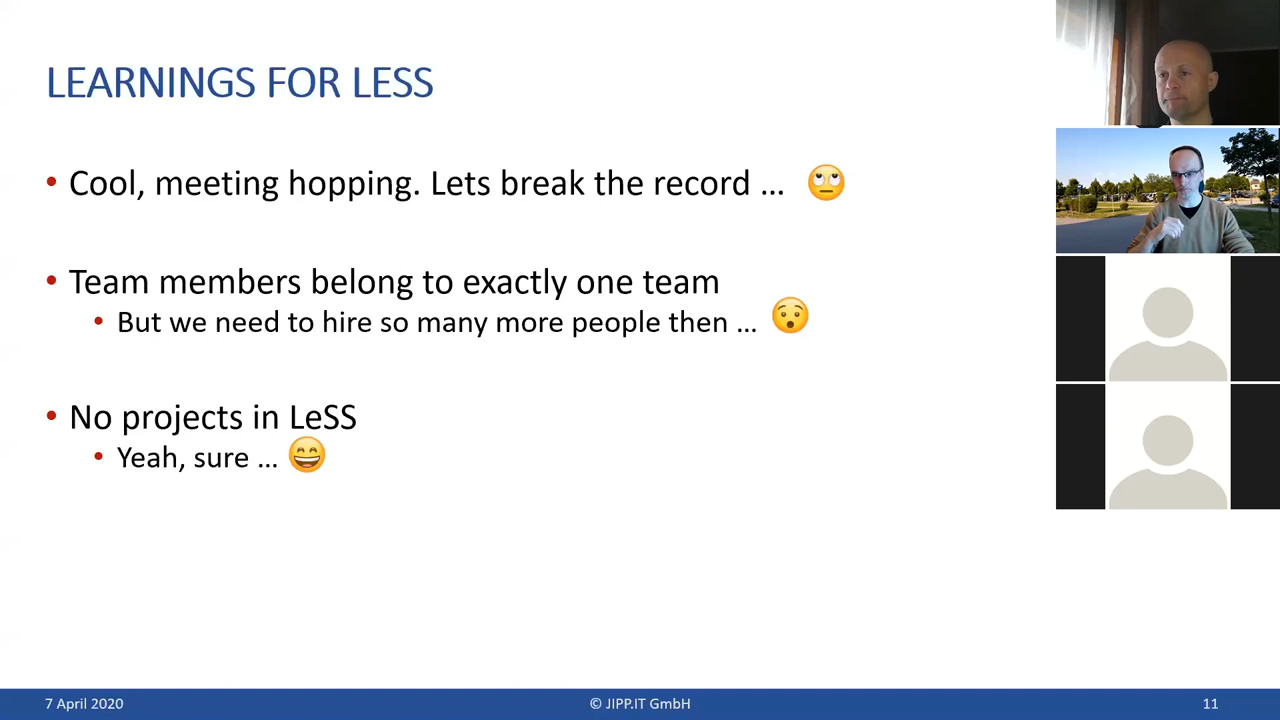 LEARNINGS FOR LESS
• Cool, meeting hopping. Lets break the record ... 🙄
• Team members belong to exactly one team
• But we need to hire so many more people then ... 😯
• No projects in LeSS
• Yeah, sure ... 😄
7 April 2020
© JIPP.IT GmbH
11